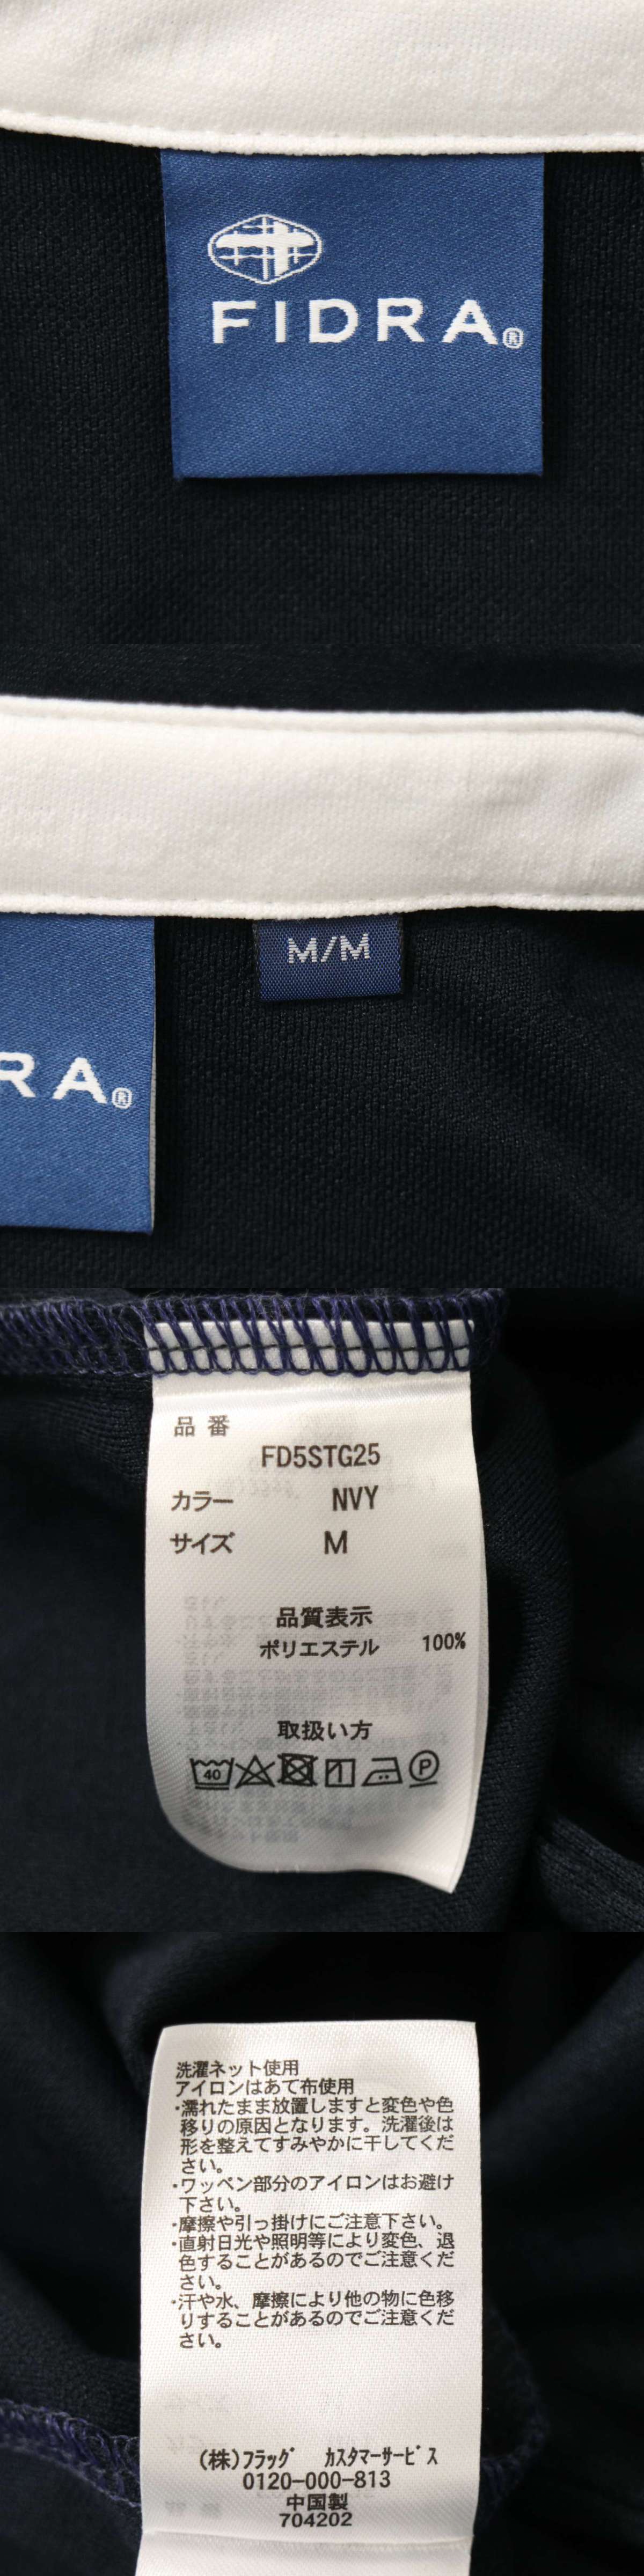 FIDRA®
M/M
RA®
品 番
FD5STG25
カラー NVY
サイズ M
品質表示
ポリエステル 100%
取扱い方
40 P
洗濯ネット使用
アイロンはあて布使用
・濡れたまま放置しますと変色や色
移りの原因となります。洗濯後は
形を整えてすみやかに干してくだ
さい。
・ワッペン部分のアイロンはお避け
下さい。
・摩擦や引っ掛けにご注意下さい。
・直射日光や照明等により変色、退
色することがあるのでご注意くだ
さい。
・汗や水、摩擦により他の物に色移
りすることがあるのでご注意くだ
さい。
(株)ﾌﾗｯｸﾞ ｶｽﾀﾏｰｻｰﾋﾞｽ
0120-000-813
中国製
704202